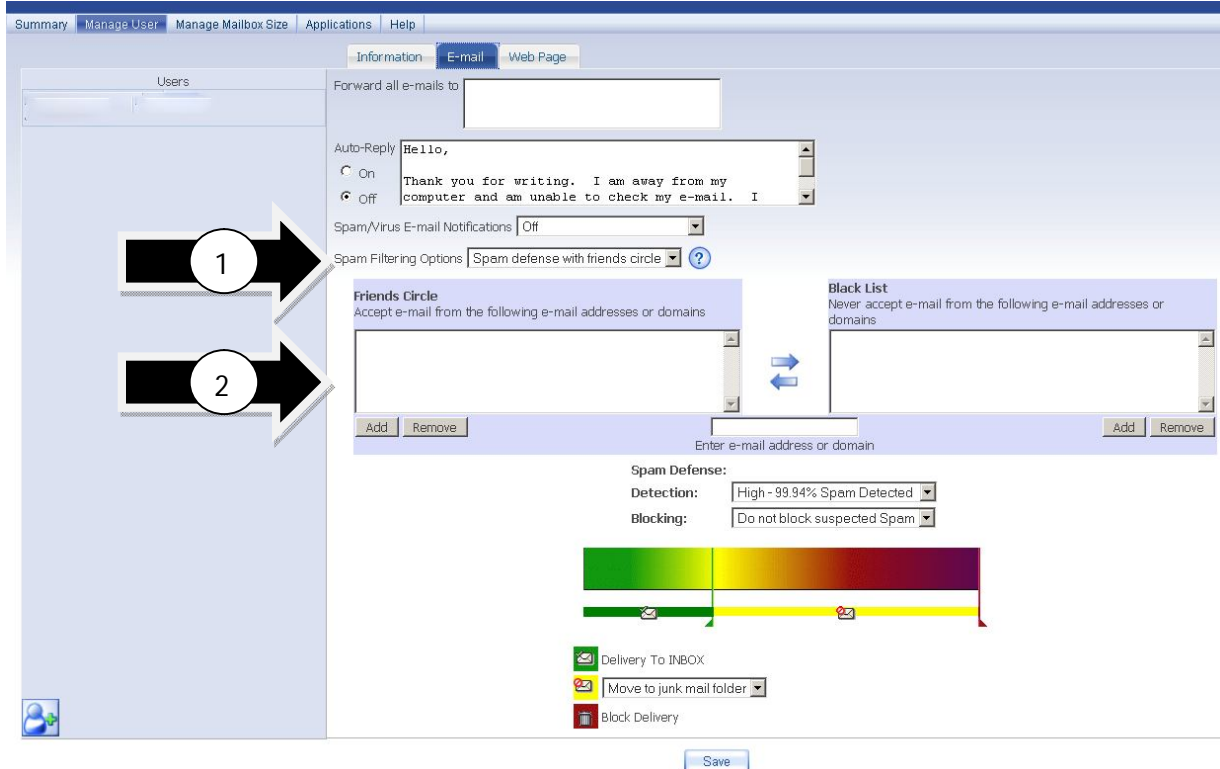 Summary Manage User Manage Mailbox Size Applications Help
Information E-mail Web Page
Users
Forward all e-mails to
Auto-Reply
On
Off
Hello,
Thank you for writing.  I am away from my
computer and am unable to check my e-mail.  I
Spam/Virus E-mail Notifications Off
1
Spam Filtering Options Spam defense with friends circle ?
Friends Circle
Accept e-mail from the following e-mail addresses or domains
Black List
Never accept e-mail from the following e-mail addresses or
domains
2
Add Remove
Enter e-mail address or domain
Add Remove
Spam Defense:
Detection: High - 99.94% Spam Detected
Blocking: Do not block suspected Spam
Delivery To INBOX
Move to junk mail folder
Block Delivery
Save